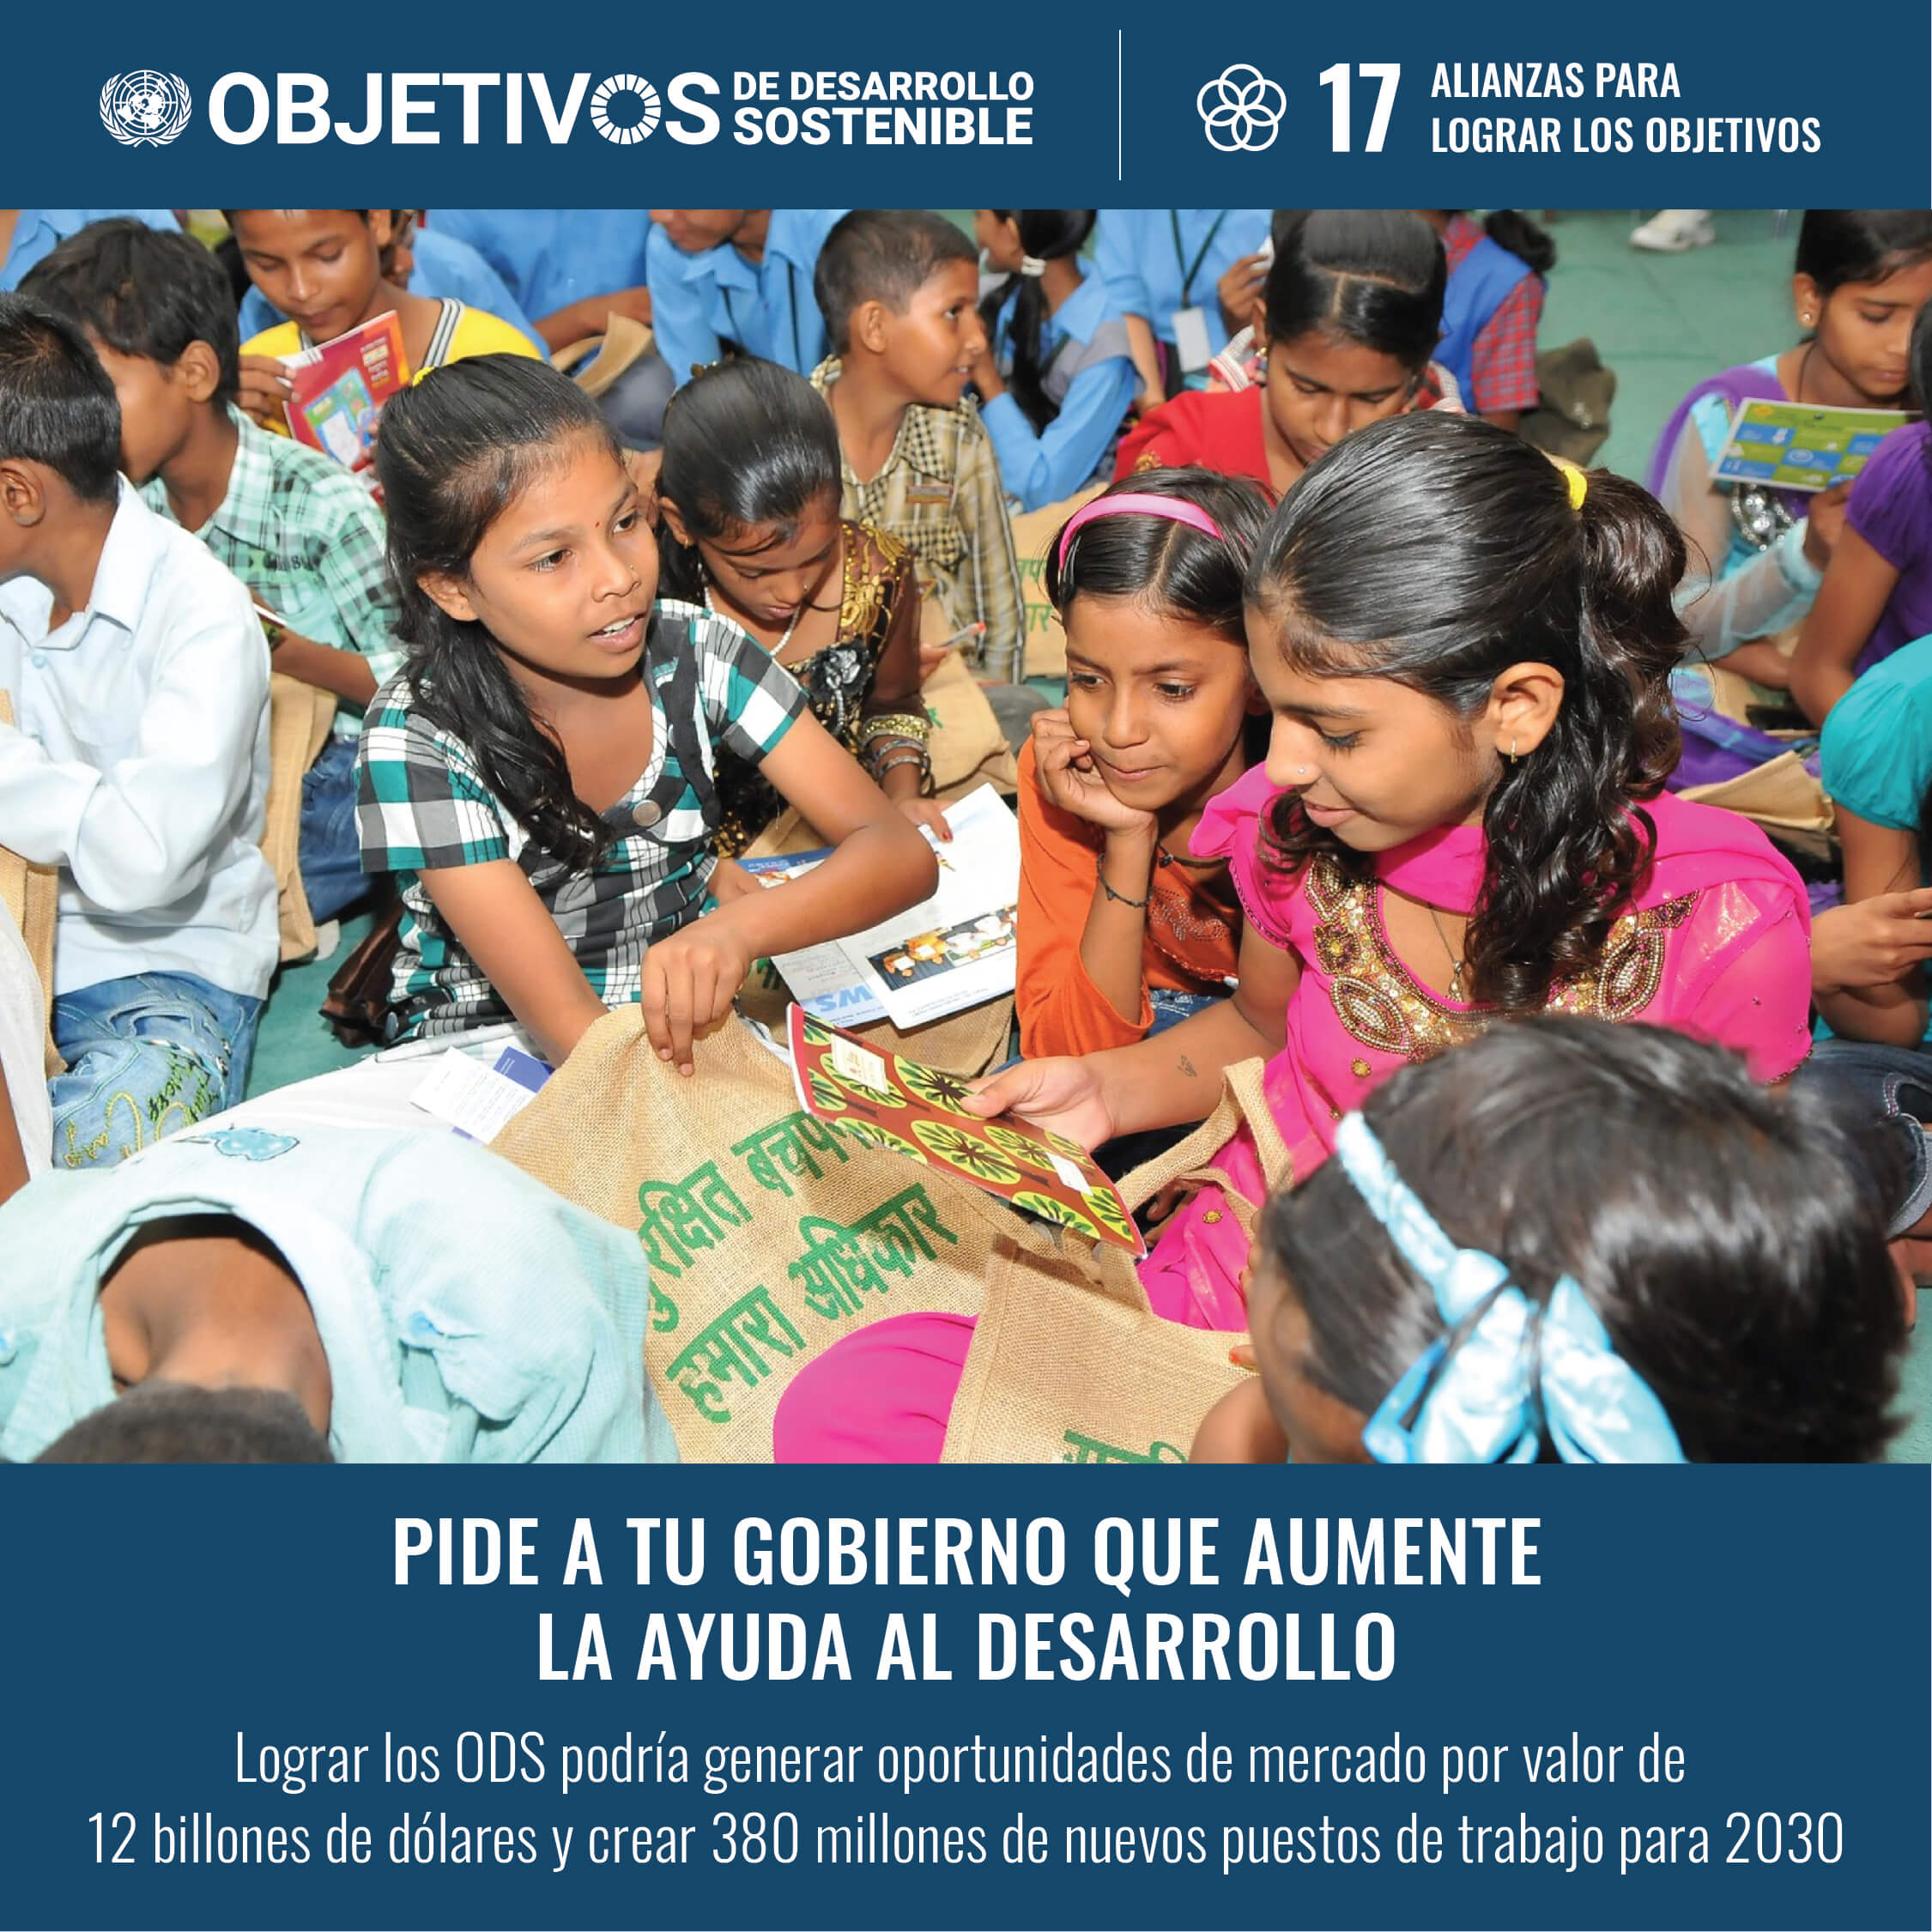 OBJETIVOS DE DESARROLLO
SOSTENIBLE
17 ALIANZAS PARA
LOGRAR LOS OBJETIVOS
हमारा अधिकार
PIDE A TU GOBIERNO QUE AUMENTE
LA AYUDA AL DESARROLLO
Lograr los ODS podría generar oportunidades de mercado por valor de
12 billones de dólares y crear 380 millones de nuevos puestos de trabajo para 2030